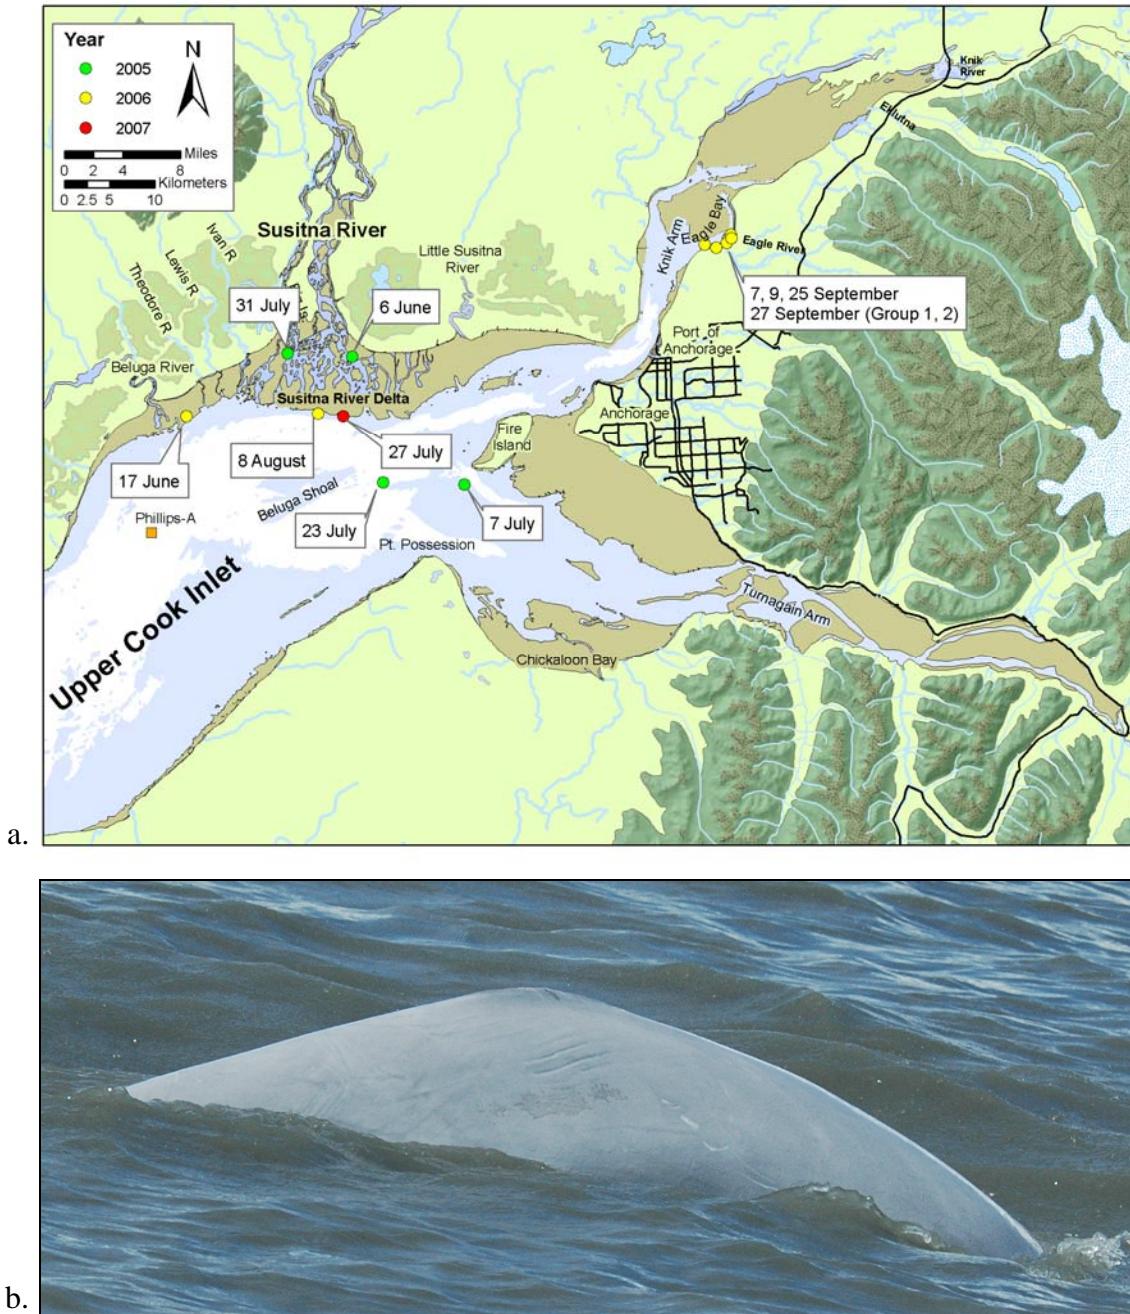 Year
N
2005
2006
2007
Miles
0 2 4 8
Kilometers
0 2.5 5 10
Knik
River
Eklutna
Susitna River
Ivan R
Lewis R
Theodore R
Little Susitna
River
Knik Arm
Eagle Bay
Eagle River
31 July
6 June
7, 9, 25 September
27 September (Group 1, 2)
Port of
Anchorage
Beluga River
Susitna River Delta
Anchorage
Fire
Island
17 June
8 August
27 July
Beluga Shoal
23 July
7 July
Phillips-A
Pt. Possession
Upper Cook Inlet
Turnagain Arm
Chickaloon Bay
a.
b.